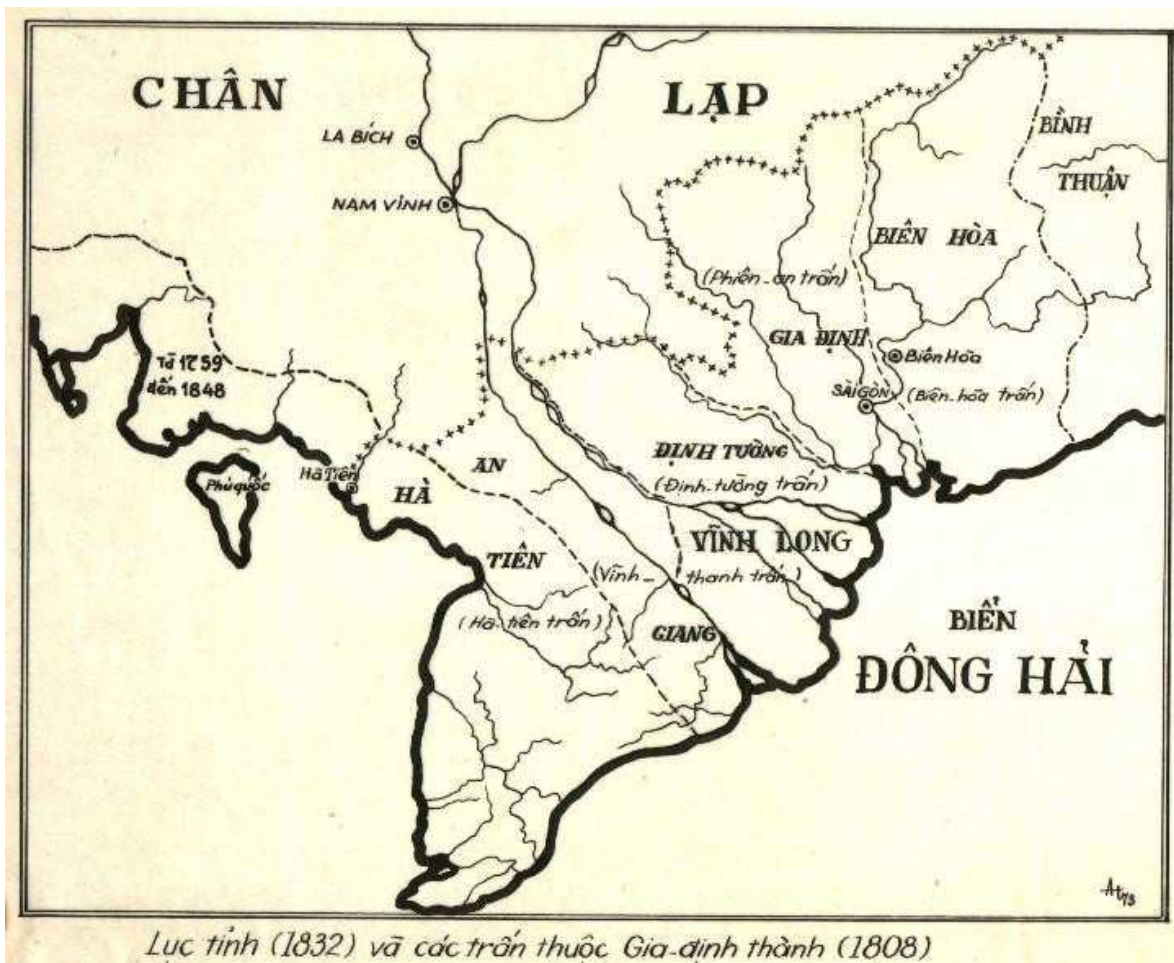 CHÂN LẠP
LA BÍCH
NAM VINH
BÌNH
THUẬN
BIÊN HÒA
(Phiên-an trấn)
GIA ĐỊNH
Biên Hòa
SÀIGÒN
(Biên-hòa trấn)
Từ 1759
đến 1848
Phú quốc
Hà Tiên
AN
HÀ
ĐỊNH TƯỜNG
(Định-tường trấn)
TIÊN
VĨNH LONG
(Vĩnh-thanh trấn)
(Hà-tiên trấn)
GIANG
BIỂN
ĐÔNG HẢI
Lục tỉnh (1832) và các trấn thuộc Gia-định thành (1808)